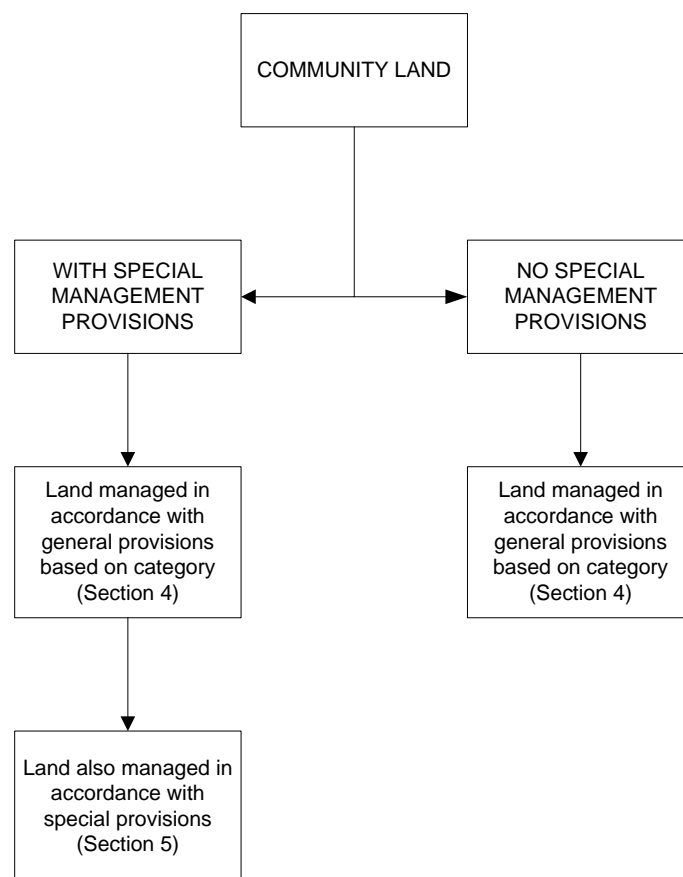 COMMUNITY LAND
WITH SPECIAL
MANAGEMENT
PROVISIONS
NO SPECIAL
MANAGEMENT
PROVISIONS
Land managed in
accordance with
general provisions
based on category
(Section 4)
Land managed in
accordance with
general provisions
based on category
(Section 4)
Land also managed in
accordance with
special provisions
(Section 5)